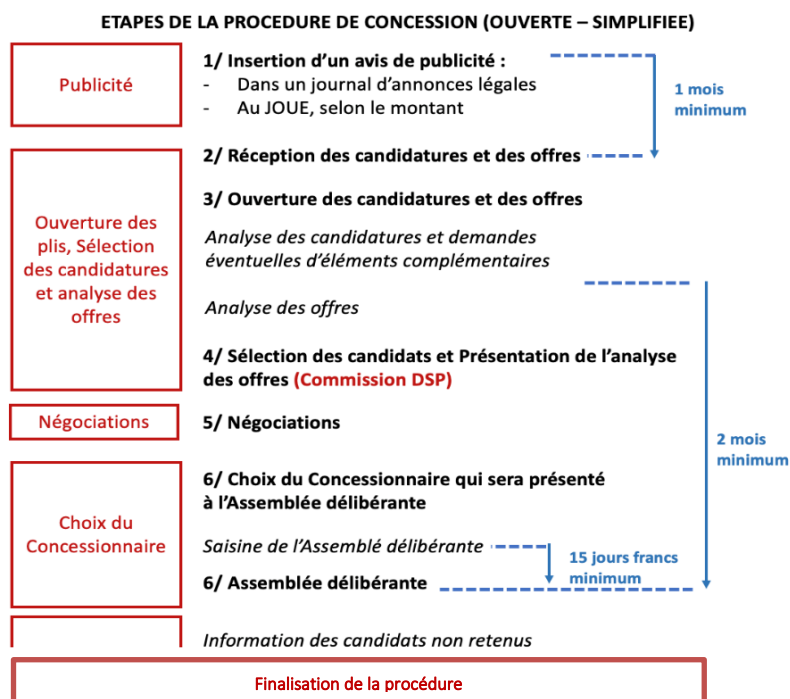 ETAPES DE LA PROCEDURE DE CONCESSION (OUVERTE – SIMPLIFIEE)
Publicité
1/ Insertion d’un avis de publicité :
- Dans un journal d’annonces légales
- Au JOUE, selon le montant
1 mois
minimum
2/ Réception des candidatures et des offres
Ouverture des
plis, Sélection
des candidatures
et analyse des
offres
3/ Ouverture des candidatures et des offres
Analyse des candidatures et demandes
éventuelles d’éléments complémentaires
Analyse des offres
4/ Sélection des candidats et Présentation de l’analyse
des offres (Commission DSP)
Négociations
5/ Négociations
2 mois
minimum
Choix du
Concessionnaire
6/ Choix du Concessionnaire qui sera présenté
à l’Assemblée délibérante
Saisine de l’Assemblé délibérante
15 jours francs
minimum
6/ Assemblée délibérante
Information des candidats non retenus
Finalisation de la procédure